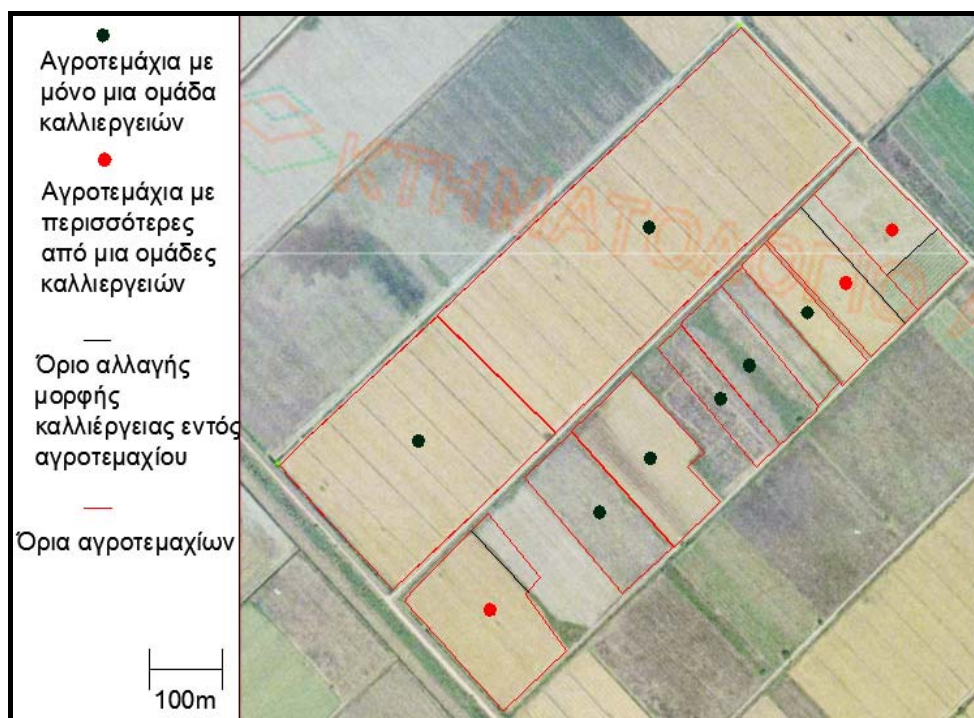 Αγροτεμάχια με
μόνο μια ομάδα
καλλιεργειών
Αγροτεμάχια με
περισσότερες
από μια ομάδες
καλλιεργειών
Όριο αλλαγής
μορφής
καλλιέργειας εντός
αγροτεμαχίου
Όρια αγροτεμαχίων
100m
ΚΤΗΜΑΤΟΛΟΓΙΟ